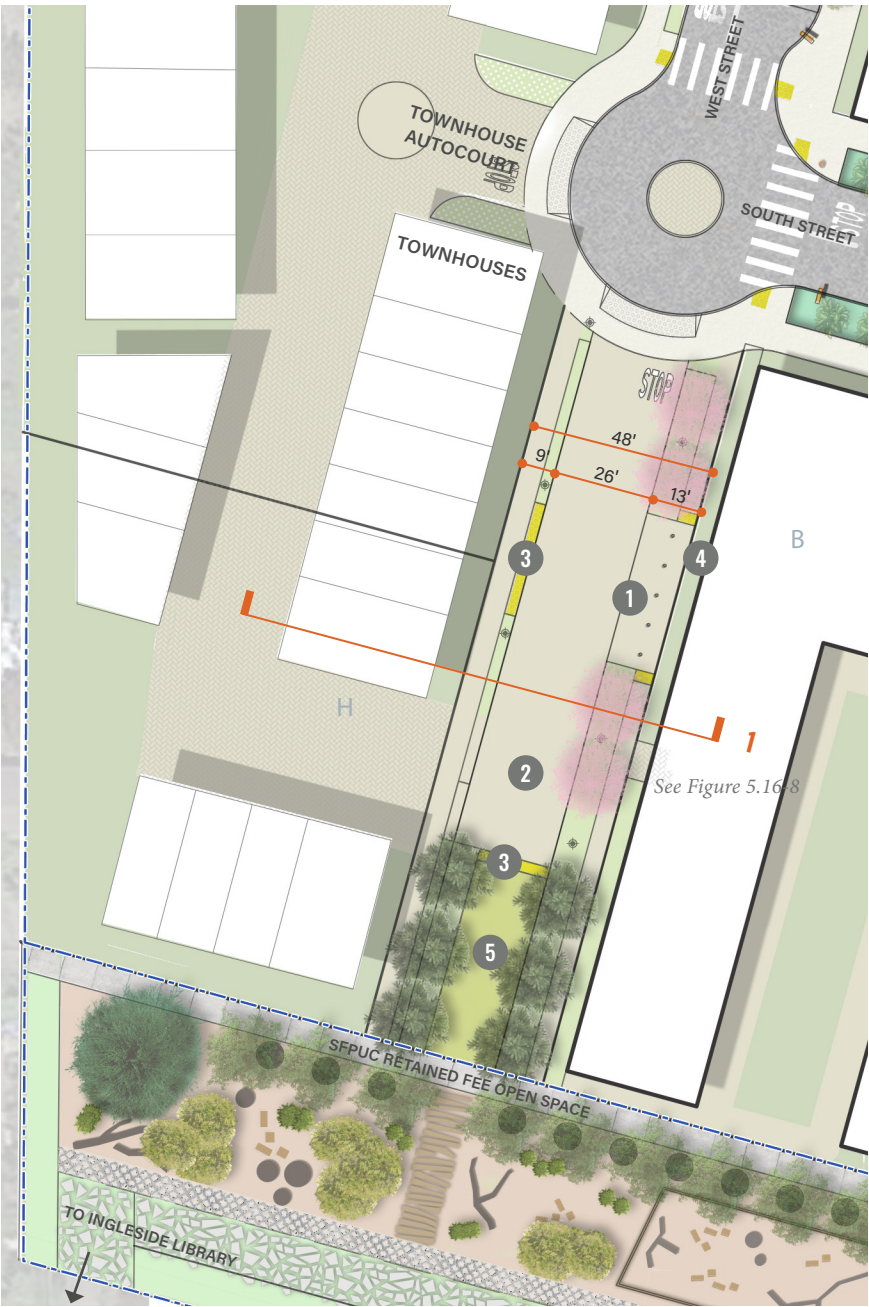 WEST STREET
TOWNHOUSE
AUTOCOURT
STOP
SOUTH STREET
STOP
TOWNHOUSES
STOP
48'
9'
26'
13'
3
4
B
1
H
1
2
See Figure 5.16-8
3
5
SFPUC RETAINED FEE OPEN SPACE
TO INGLESIDE LIBRARY